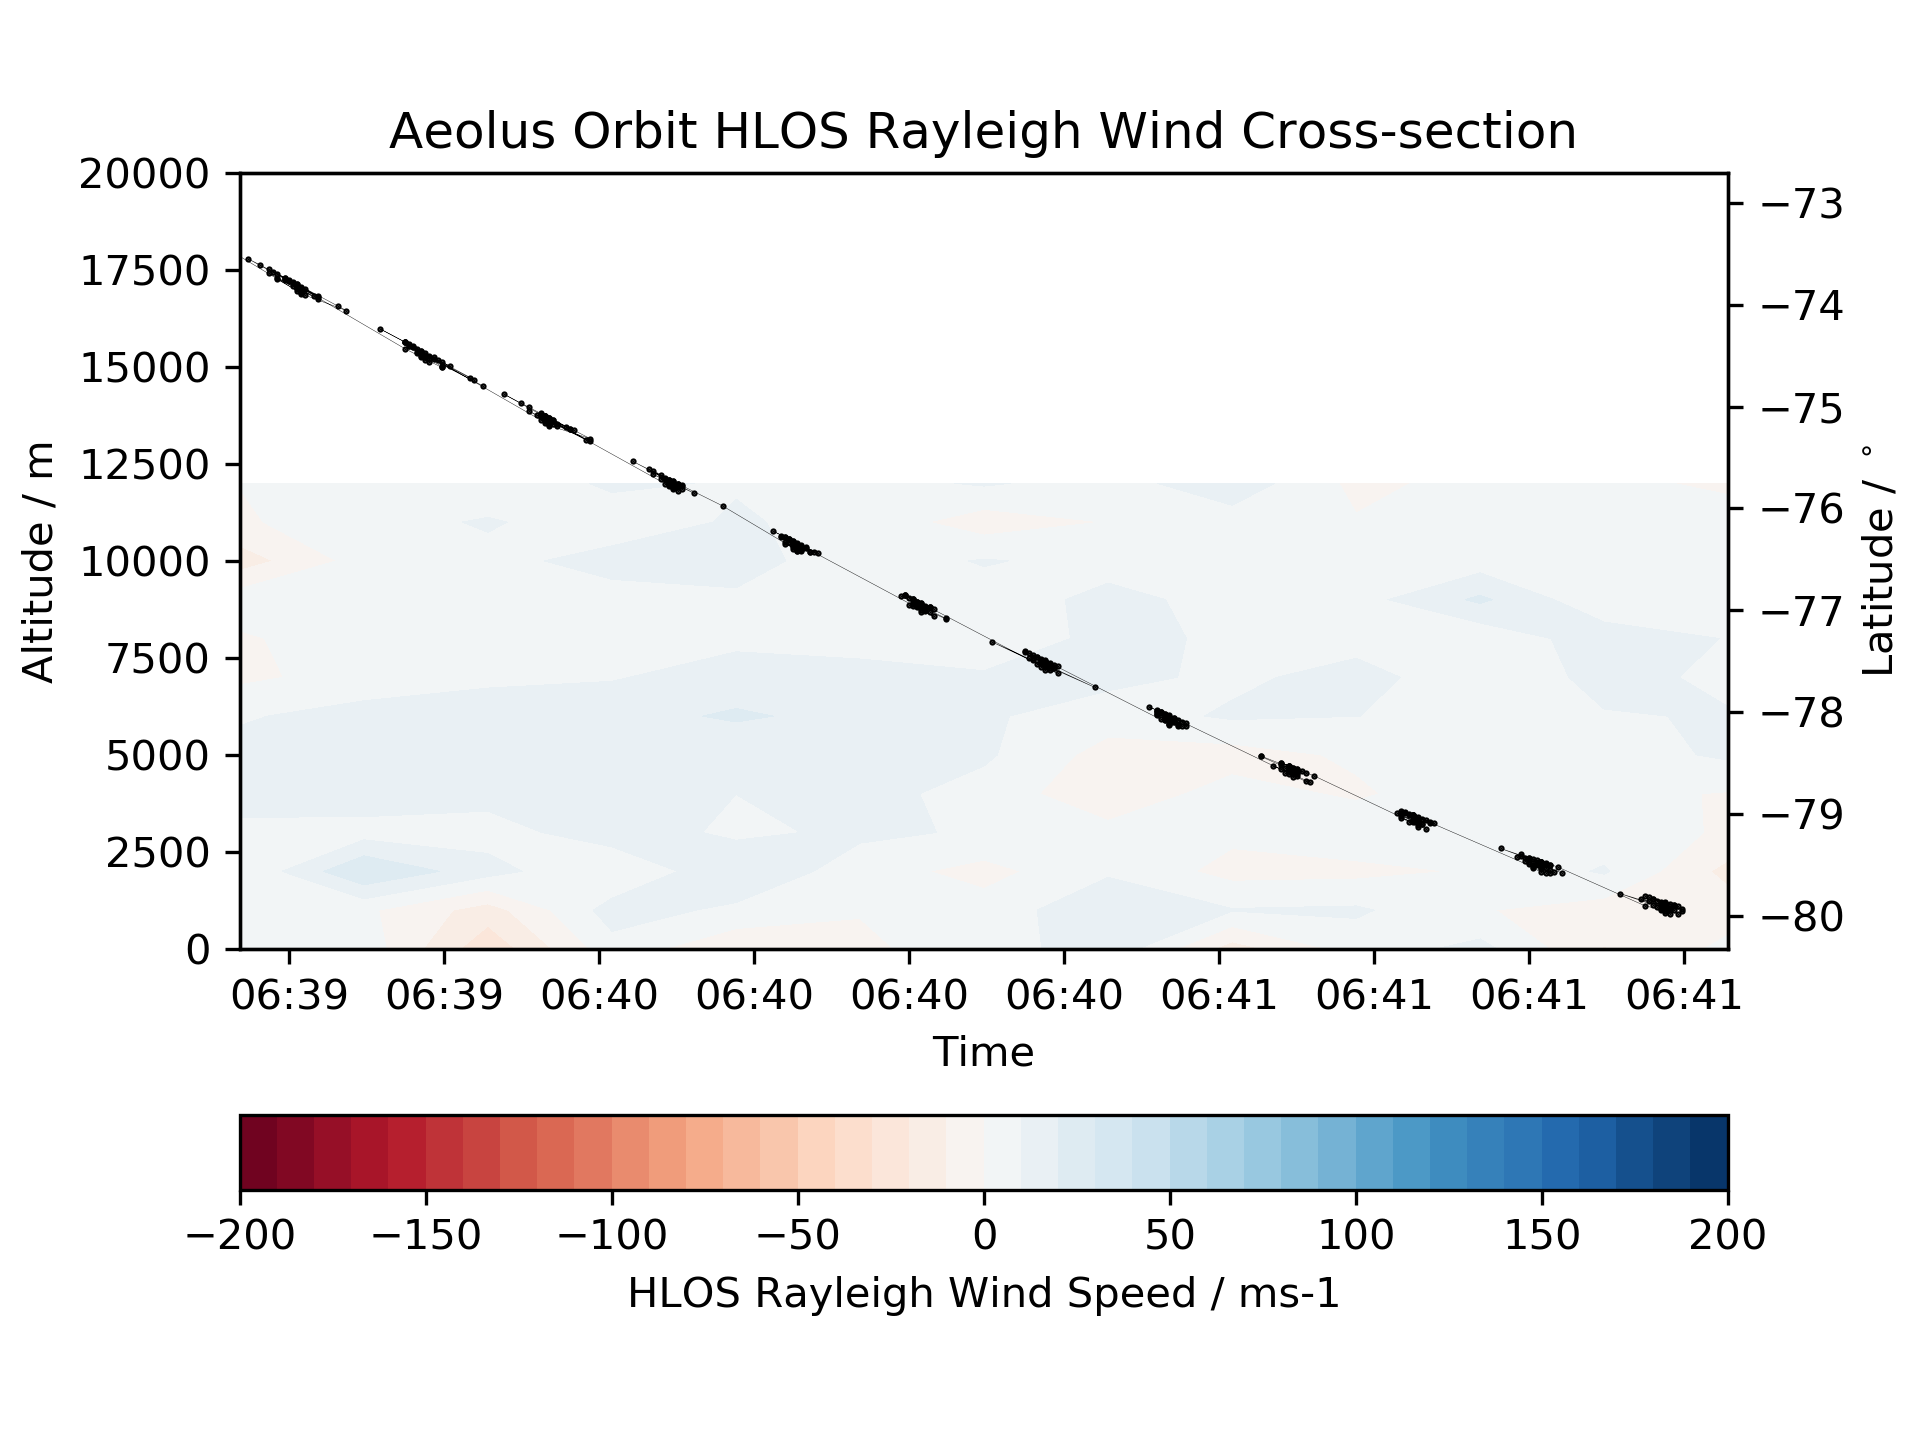 Aeolus Orbit HLOS Rayleigh Wind Cross-section
20000
17500
15000
12500
10000
7500
5000
2500
0
Altitude / m
−73
−74
−75
−76
−77
−78
−79
−80
Latitude / °
06:39 06:39 06:40 06:40 06:40 06:40 06:41 06:41 06:41 06:41
Time
−200 −150 −100 −50 0 50 100 150 200
HLOS Rayleigh Wind Speed / ms-1